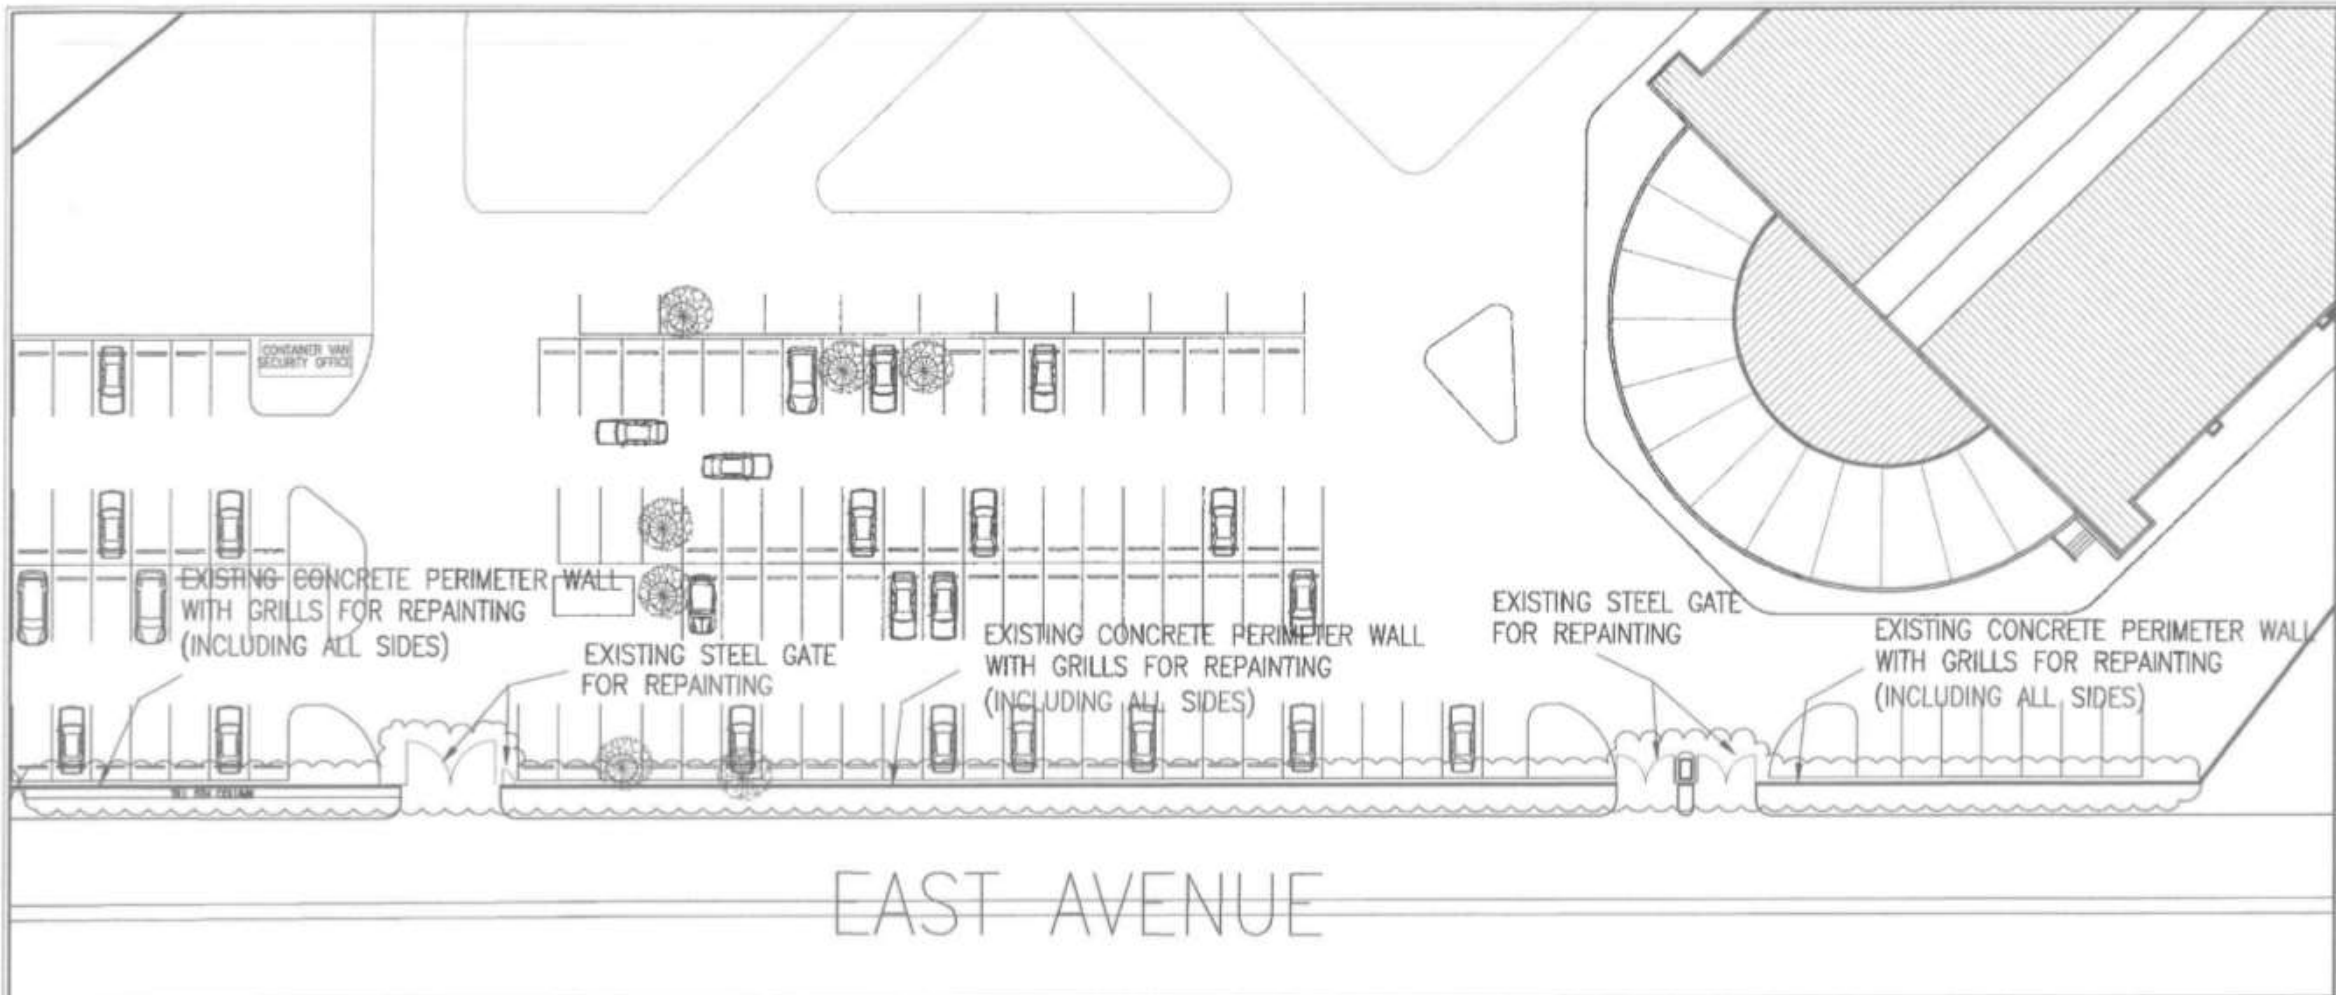 CONTAINER VAN
SECURITY OFFICE
EXISTING CONCRETE PERIMETER WALL
WITH GRILLS FOR REPAINTING
(INCLUDING ALL SIDES)
EXISTING STEEL GATE
FOR REPAINTING
EXISTING CONCRETE PERIMETER WALL
WITH GRILLS FOR REPAINTING
(INCLUDING ALL SIDES)
EXISTING STEEL GATE
FOR REPAINTING
EXISTING CONCRETE PERIMETER WALL
WITH GRILLS FOR REPAINTING
(INCLUDING ALL SIDES)
COLUMN
EAST AVENUE